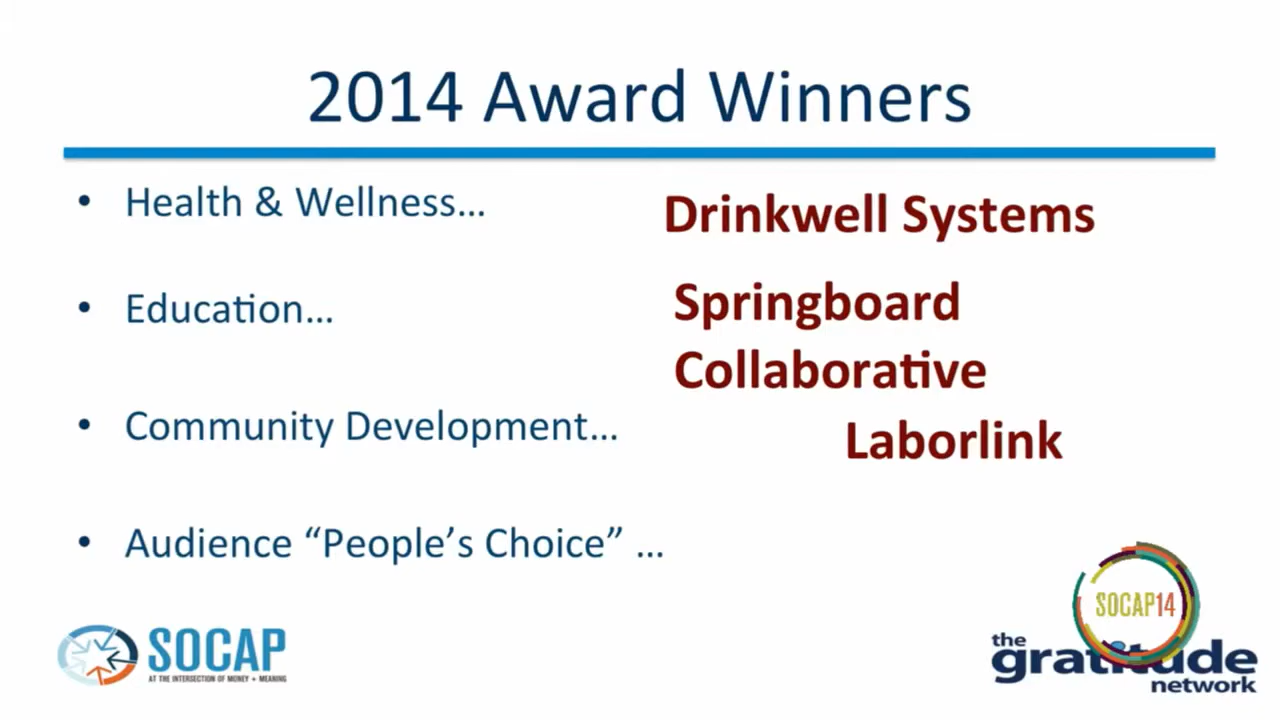 2014 Award Winners
• Health & Wellness…
Drinkwell Systems
• Education…
Springboard
Collaborative
• Community Development…
Laborlink
• Audience “People’s Choice” …
SOCAP
AT THE INTERSECTION OF MONEY + MEANING
SOCAP14
the
gratitude
network